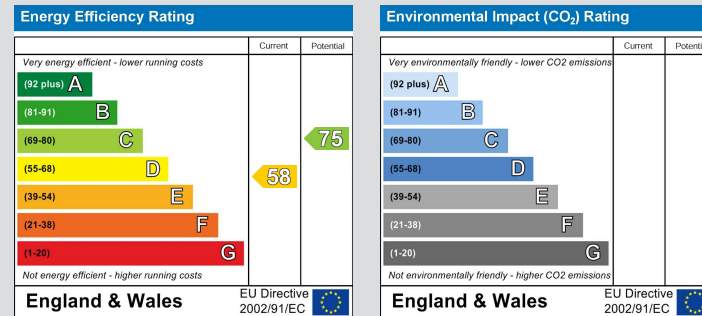 Energy Efficiency Rating
Current Potential
Very energy efficient - lower running costs
(92 plus) A
(81-91) B
(69-80) C
75
(55-68) D
58
(39-54) E
(21-38) F
(1-20) G
Not energy efficient - higher running costs
England & Wales
EU Directive
2002/91/EC
Environmental Impact (CO₂) Rating
Current Potenti
Very environmentally friendly - lower CO2 emissions
(92 plus) A
(81-91) B
(69-80) C
(55-68) D
(39-54) E
(21-38) F
(1-20) G
Not environmentally friendly - higher CO2 emissions
England & Wales
EU Directive
2002/91/EC